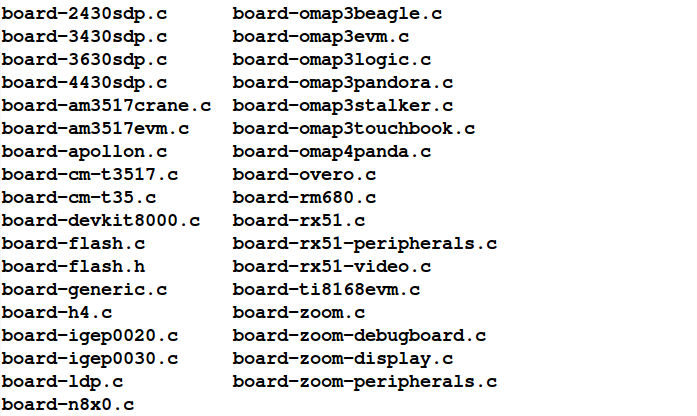 board-2430sdp.c board-omap3beagle.c
board-3430sdp.c board-omap3evm.c
board-3630sdp.c board-omap3logic.c
board-4430sdp.c board-omap3pandora.c
board-am3517crane.c board-omap3stalker.c
board-am3517evm.c board-omap3touchbook.c
board-apollon.c board-omap4panda.c
board-cm-t3517.c board-overo.c
board-cm-t35.c board-rm680.c
board-devkit8000.c board-rx51.c
board-flash.c board-rx51-peripherals.c
board-flash.h board-rx51-video.c
board-generic.c board-ti8168evm.c
board-h4.c board-zoom.c
board-igep0020.c board-zoom-debugboard.c
board-igep0030.c board-zoom-display.c
board-ldp.c board-zoom-peripherals.c
board-n8x0.c